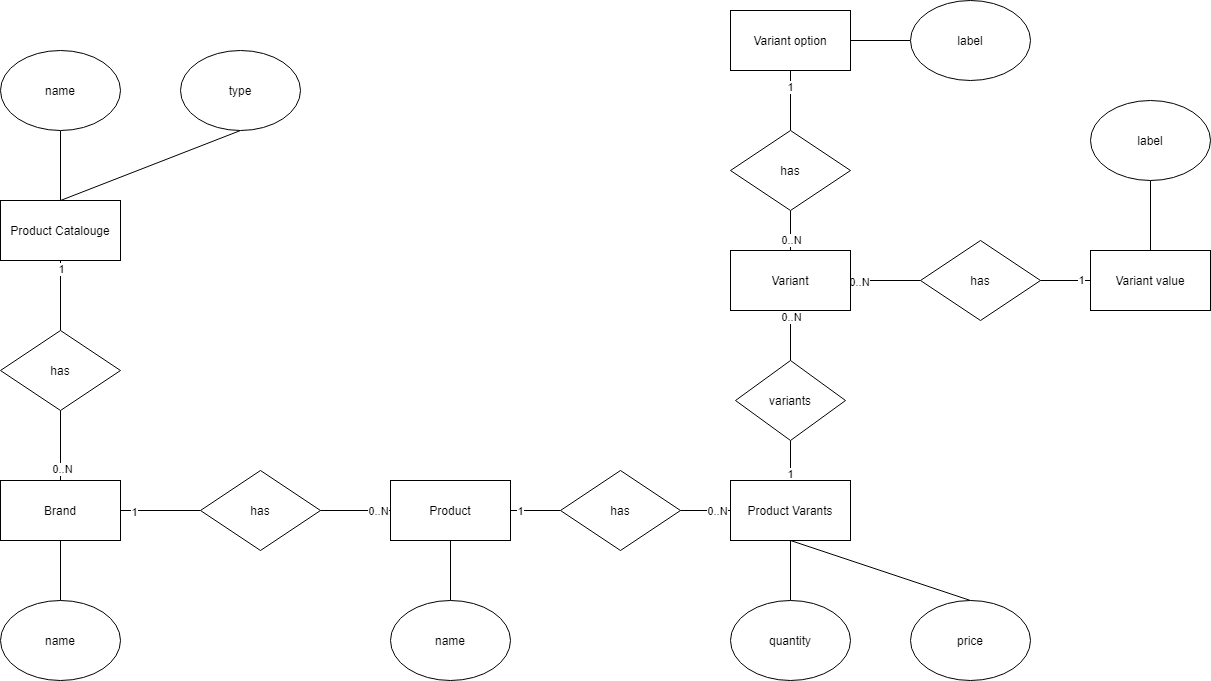 Variant option
label
name
type
1
label
has
Product Catalouge
0..N
1
Variant
0..N
has
1
Variant value
0..N
has
variants
0..N
1
Brand
1
has
0..N
Product
1
has
0..N
Product Varants
name
name
quantity
price